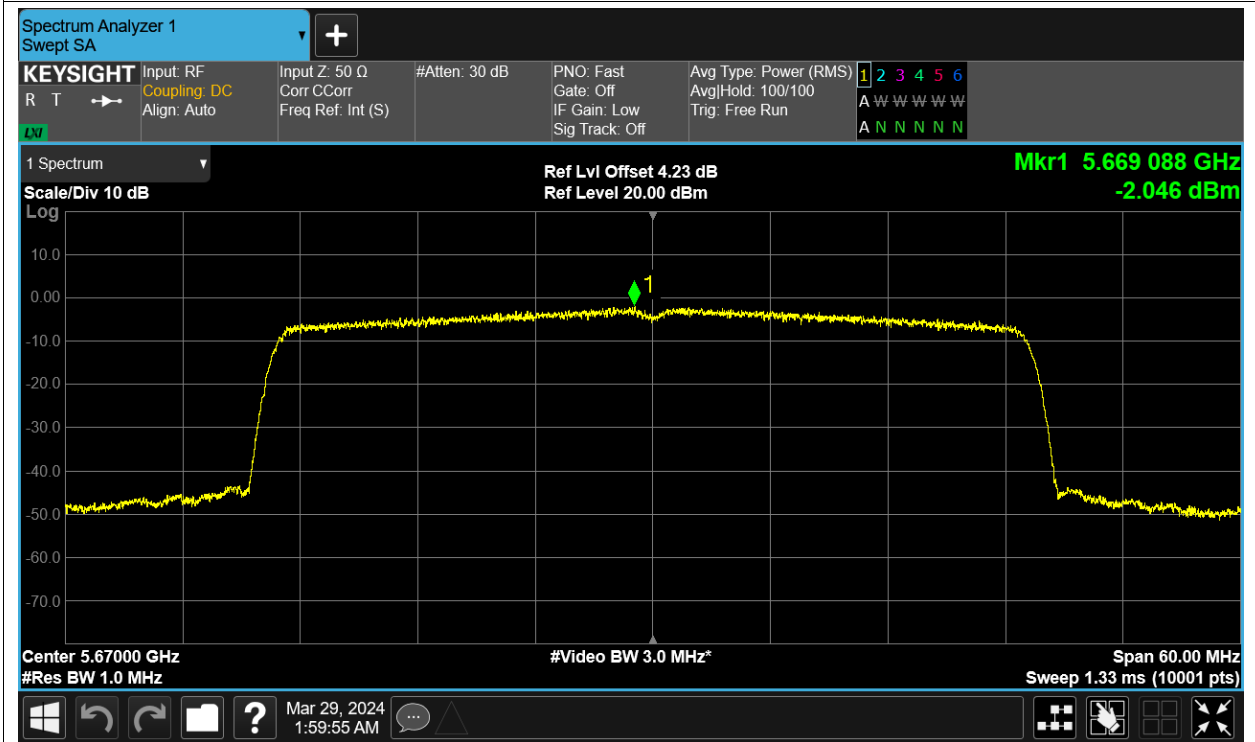 Spectrum Analyzer 1
Swept SA
+
KEYSIGHT
R T
LXI
Input: RF
Coupling: DC
Align: Auto
Input Z: 50 Ω
Corr CCorr
Freq Ref: Int (S)
#Atten: 30 dB
PNO: Fast
Gate: Off
IF Gain: Low
Sig Track: Off
Avg Type: Power (RMS)
Avg|Hold: 100/100
Trig: Free Run
1 2 3 4 5 6
A W W W W W
A N N N N N
1 Spectrum
Scale/Div 10 dB
Log
Ref Lvl Offset 4.23 dB
Ref Level 20.00 dBm
Mkr1 5.669 088 GHz
-2.046 dBm
1
10.0
0.00
-10.0
-20.0
-30.0
-40.0
-50.0
-60.0
-70.0
Center 5.67000 GHz
#Res BW 1.0 MHz
#Video BW 3.0 MHz*
Span 60.00 MHz
Sweep 1.33 ms (10001 pts)
?
Mar 29, 2024
1:59:55 AM